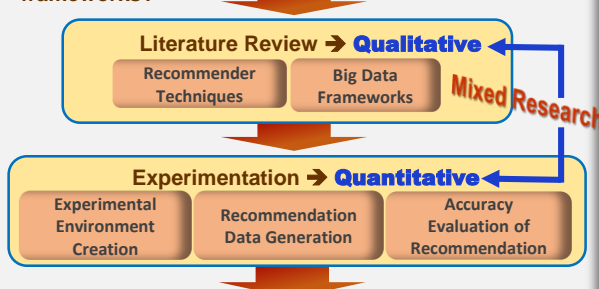 Literature Review ➔ Qualitative
Recommender
Techniques
Big Data
Frameworks
Mixed Research
Experimentation ➔ Quantitative
Experimental
Environment
Creation
Recommendation
Data Generation
Accuracy
Evaluation of
Recommendation